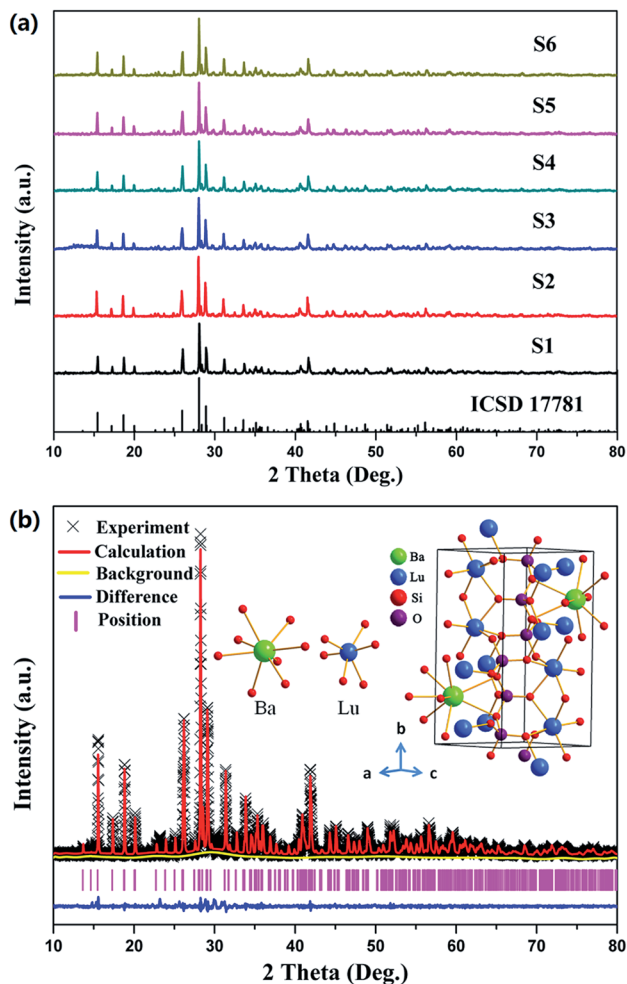 (a)
S6
S5
S4
S3
S2
S1
ICSD 17781
Intensity (a.u.)
10 20 30 40 50 60 70 80
2 Theta (Deg.)
(b)
Experiment
Calculation
Background
Difference
Position
Ba
Lu
Si
O
Ba Lu
b
a c
Intensity (a.u.)
10 20 30 40 50 60 70 80
2 Theta (Deg.)